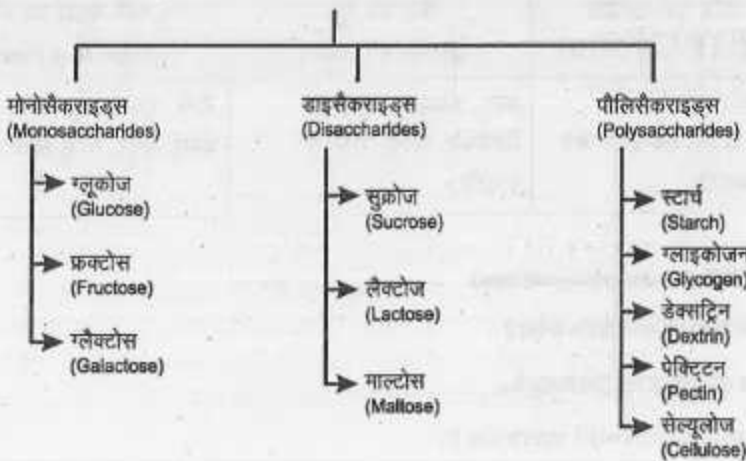 मोनोसैकराइड्स
(Monosaccharides)
ग्लूकोज
(Glucose)
फ्रक्टोस
(Fructose)
ग्लैक्टोस
(Galactose)
डाइसैकराइड्स
(Disaccharides)
सुक्रोज
(Sucrose)
लैक्टोज
(Lactose)
माल्टोस
(Maltose)
पौलिसैकराइड्स
(Polysaccharides)
स्टार्च
(Starch)
ग्लाइकोजन
(Glycogen)
डेक्सट्रिन
(Dextrin)
पेक्टि्टन
(Pectin)
सेल्यूलोज
(Cellulose)